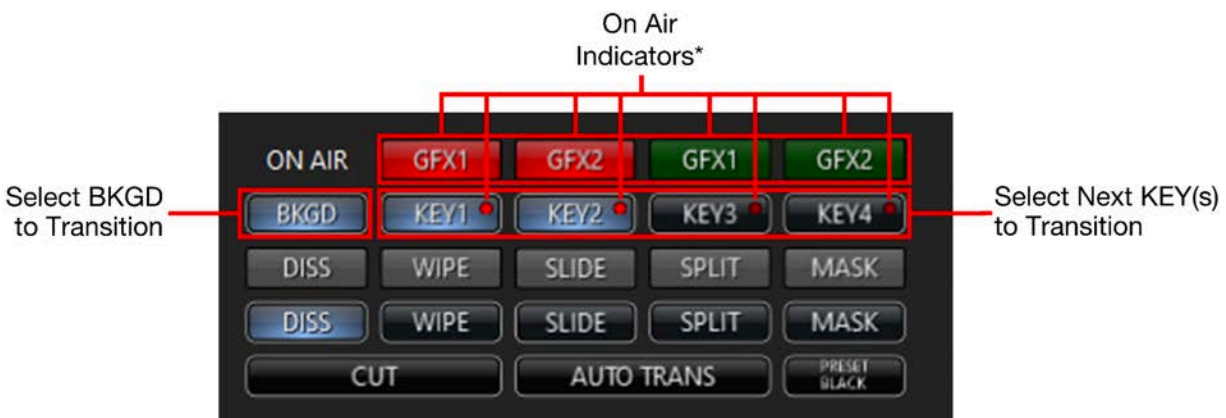 On Air
Indicators*
ON AIR GFX1 GFX2 GFX1 GFX2
Select BKGD
to Transition
BKGD KEY1 KEY2 KEY3 KEY4
Select Next KEY(s)
to Transition
DISS WIPE SLIDE SPLIT MASK
DISS WIPE SLIDE SPLIT MASK
CUT AUTO TRANS PRESET
BLACK